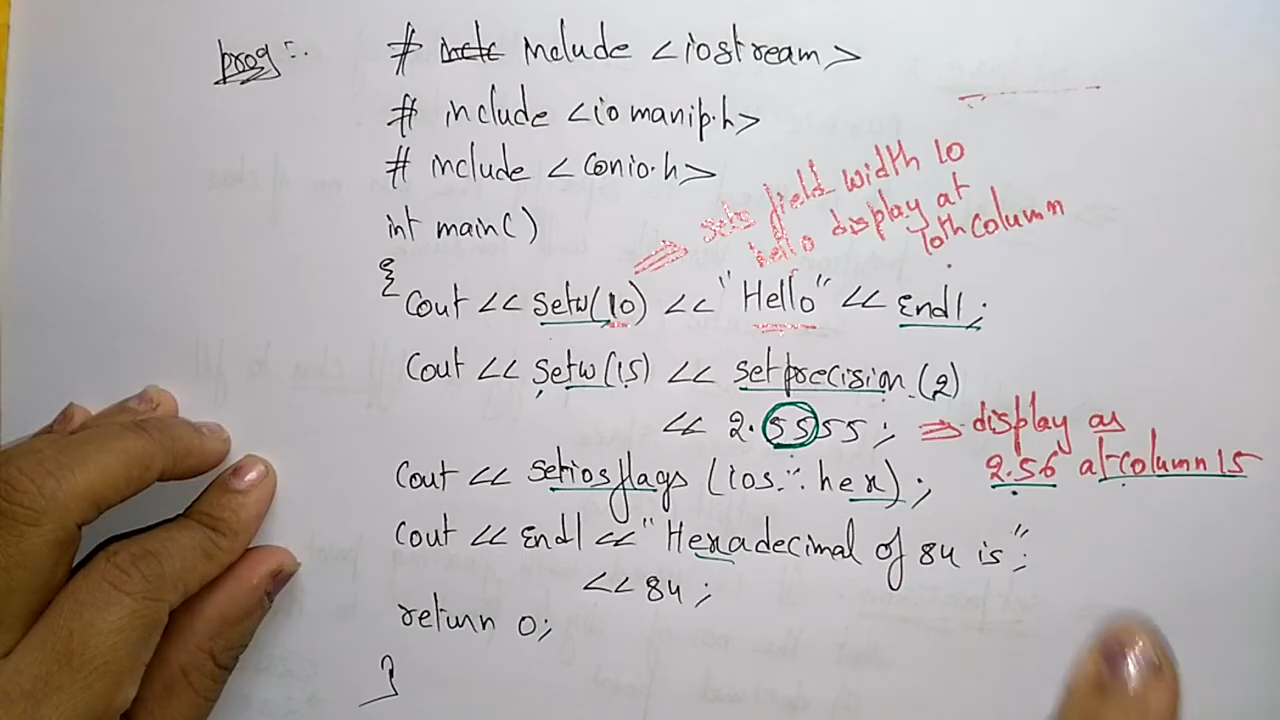 prog :-
# include <iostream>
# include <iomanip.h>
# include <conio.h>
int main()
{
cout << setw(10) << "Hello" << endl;
⇒ sets field width 10
hello display at
10th column
cout << setw(15) << setprecision(2)
<< 2.5555; ⇒ display as
2.56 at column 15
cout << setiosflags (ios::hex);
cout << endl << "Hexadecimal of 84 is";
<< 84;
return 0;
}